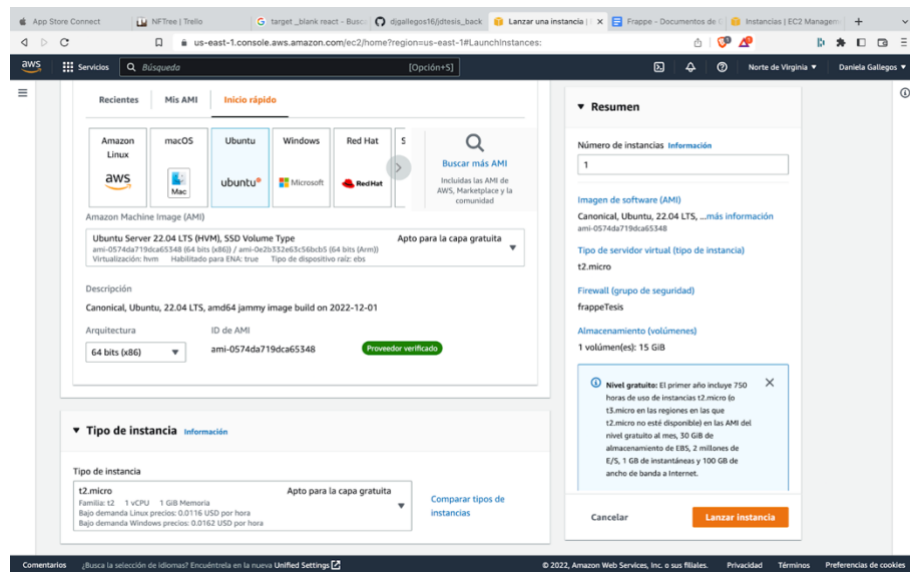 App Store Connect
NFTree | Trello
target _blank react - Busc
djgallegos16/jdtesis_back
Lanzar una instancia |
Frappe - Documentos de
Instancias | EC2 Managem
us-east-1.console.aws.amazon.com/ec2/home?region=us-east-1#LaunchInstances:
aws
Servicios
Búsqueda
[Opción+S]
Norte de Virginia
Daniela Gallegos
Recientes
Mis AMI
Inicio rápido
Amazon Linux
macOS
Ubuntu
Windows
Red Hat
S
aws
Mac
ubuntu
Microsoft
Red Hat
Buscar más AMI
Incluidas las AMI de
AWS, Marketplace y la
comunidad
Amazon Machine Image (AMI)
Ubuntu Server 22.04 LTS (HVM), SSD Volume Type
Apto para la capa gratuita
ami-0574da719dca65348 (64 bits (x86)) / ami-0e2b332e63c56bcb5 (64 bits (Arm))
Virtualización: hvm Habilitado para ENA: true Tipo de dispositivo raíz: ebs
Descripción
Canonical, Ubuntu, 22.04 LTS, amd64 jammy image build on 2022-12-01
Arquitectura
ID de AMI
64 bits (x86)
ami-0574da719dca65348
Proveedor verificado
Tipo de instancia Información
Tipo de instancia
t2.micro
Apto para la capa gratuita
Familia: t2 1 vCPU 1 GiB Memoria
Bajo demanda Linux precios: 0.0116 USD por hora
Bajo demanda Windows precios: 0.0162 USD por hora
Comparar tipos de
instancias
Resumen
Número de instancias Información
1
Imagen de software (AMI)
Canonical, Ubuntu, 22.04 LTS, ...más información
ami-0574da719dca65348
Tipo de servidor virtual (tipo de instancia)
t2.micro
Firewall (grupo de seguridad)
frappeTesis
Almacenamiento (volúmenes)
1 volúmen(es): 15 GiB
Nivel gratuito: El primer año incluye 750
horas de uso de instancias t2.micro (o
t3.micro en las regiones en las que
t2.micro no esté disponible) en las AMI del
nivel gratuito al mes, 30 GiB de
almacenamiento de EBS, 2 millones de
E/S, 1 GB de instantáneas y 100 GB de
ancho de banda a Internet.
Cancelar
Lanzar instancia
Comentarios
¿Busca la selección de idiomas? Encuéntrela en la nueva Unified Settings
© 2022, Amazon Web Services, Inc. o sus filiales.
Privacidad
Términos
Preferencias de cookies